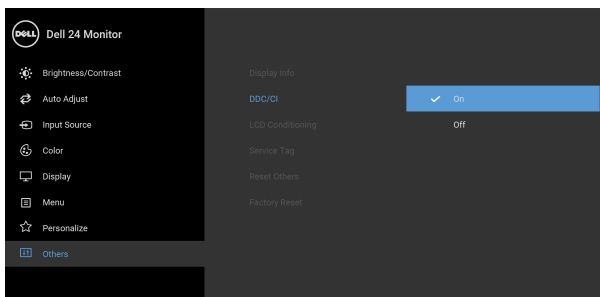 DELL Dell 24 Monitor
Brightness/Contrast
Display Info
Auto Adjust
DDC/CI
On
Input Source
LCD Conditioning
Off
Color
Service Tag
Display
Reset Others
Menu
Factory Reset
Personalize
Others